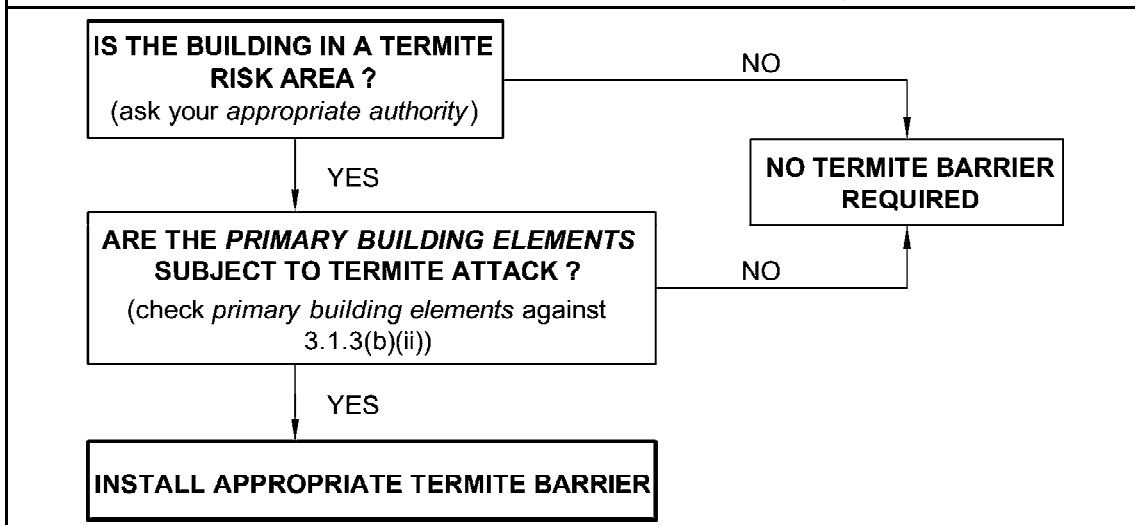 IS THE BUILDING IN A TERMITE
RISK AREA ?
(ask your appropriate authority)
NO
YES
NO TERMITE BARRIER
REQUIRED
ARE THE PRIMARY BUILDING ELEMENTS
SUBJECT TO TERMITE ATTACK ?
(check primary building elements against
3.1.3(b)(ii))
NO
YES
INSTALL APPROPRIATE TERMITE BARRIER